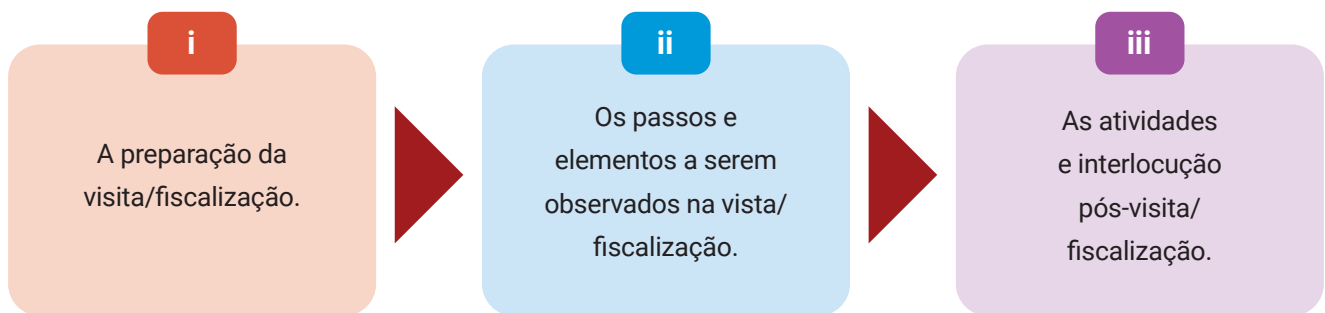 i
A preparação da
visita/fiscalização.
ii
Os passos e
elementos a serem
observados na vista/
fiscalização.
iii
As atividades
e interlocução
pós-visita/
fiscalização.